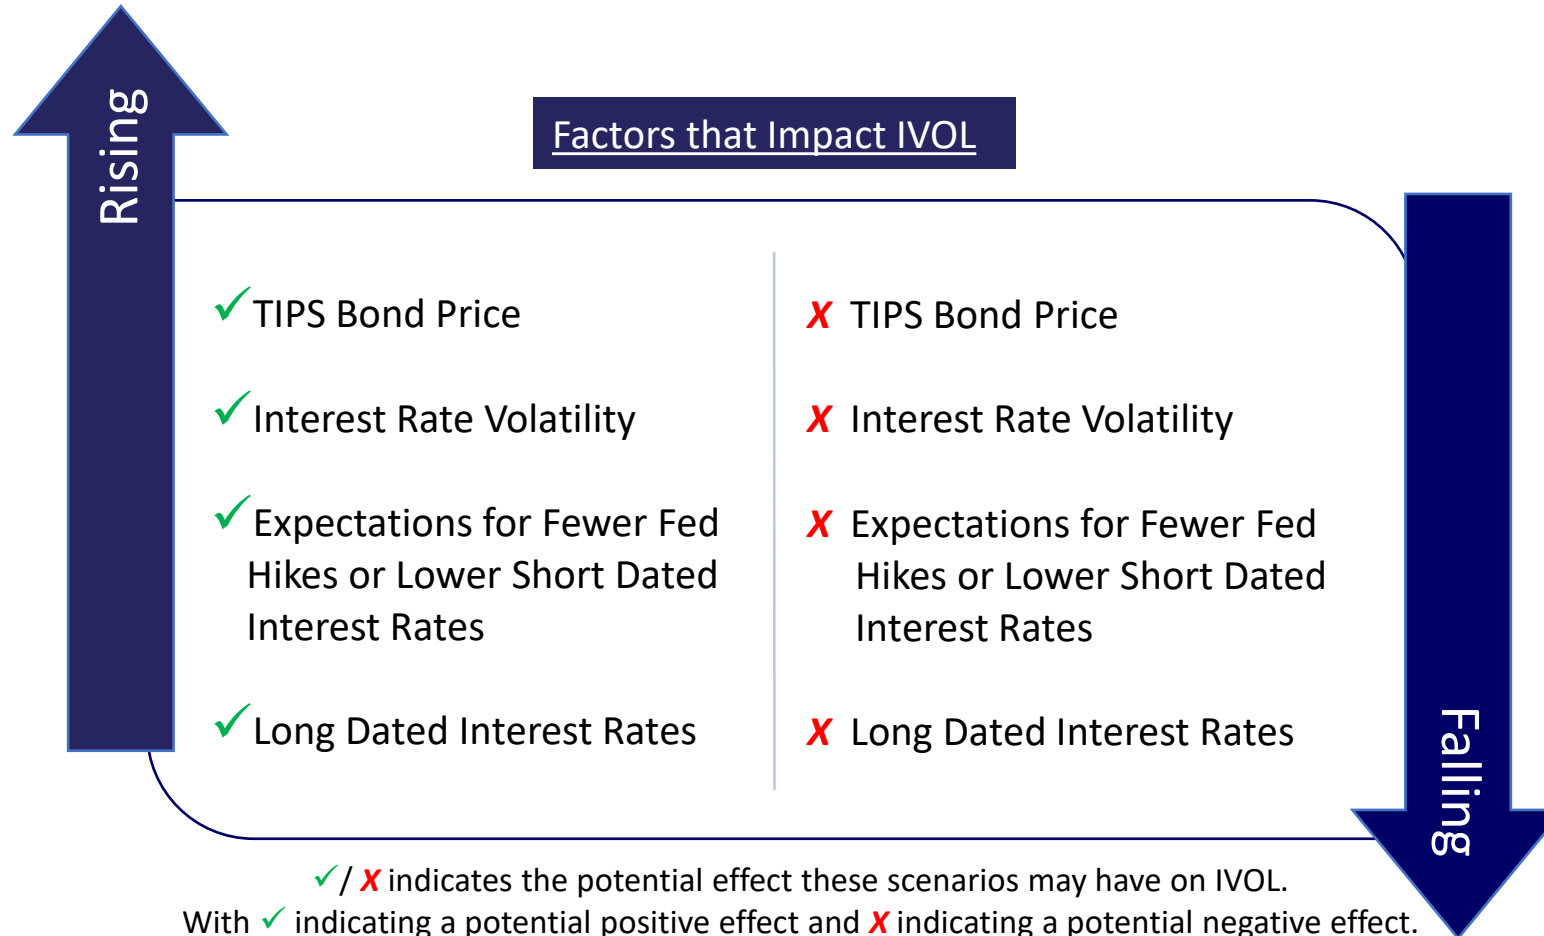 Rising
Factors that Impact IVOL
✓TIPS Bond Price
✓Interest Rate Volatility
✓Expectations for Fewer Fed
Hikes or Lower Short Dated
Interest Rates
✓Long Dated Interest Rates
X TIPS Bond Price
X Interest Rate Volatility
X Expectations for Fewer Fed
Hikes or Lower Short Dated
Interest Rates
X Long Dated Interest Rates
Falling
✓/ X indicates the potential effect these scenarios may have on IVOL.
With ✓ indicating a potential positive effect and X indicating a potential negative effect.